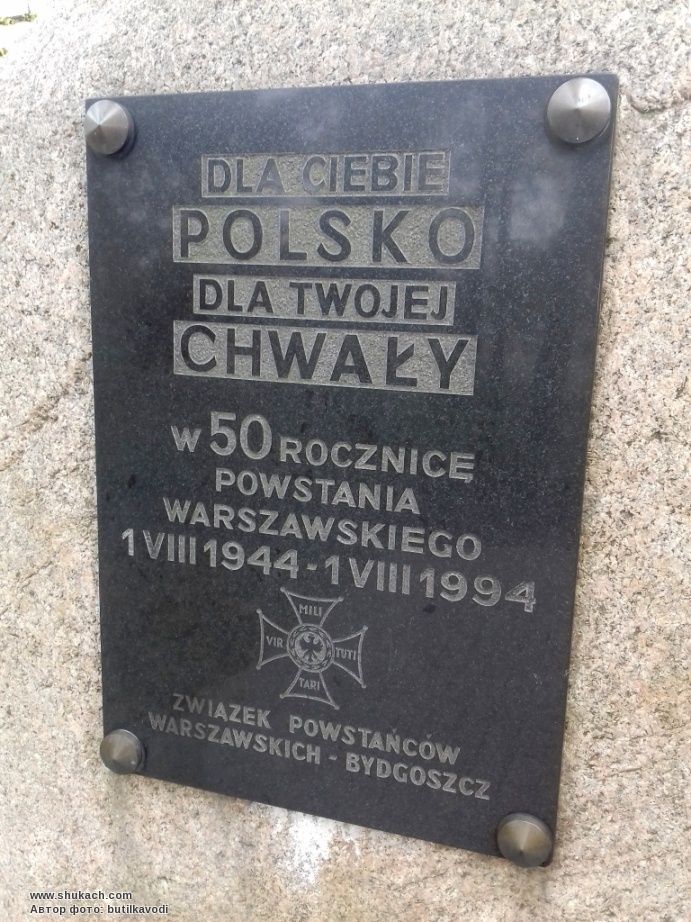 DLA CIEBIE
POLSKO
DLA TWOJEJ
CHWAŁY
W 50 ROCZNICĘ
POWSTANIA
WARSZAWSKIEGO
1 VIII 1944 - 1 VIII 1994
MILI
VIR TUTI
TARI
ZWIĄZEK POWSTAŃCÓW
WARSZAWSKICH - BYDGOSZCZ
www.shukach.com
Автор фото: butilkavodi